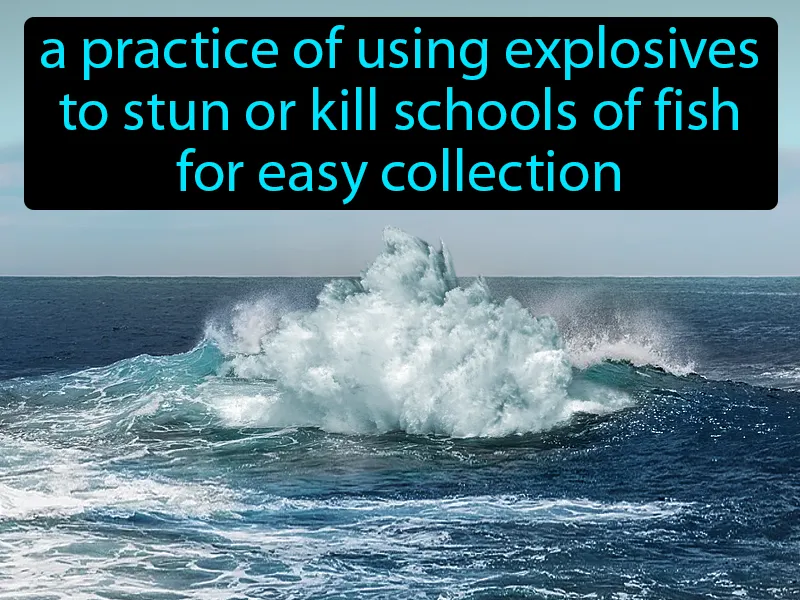 a practice of using explosives
to stun or kill schools of fish
for easy collection